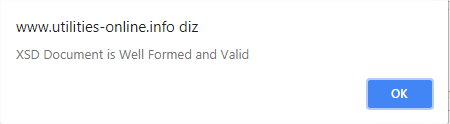 www.utilities-online.info diz
XSD Document is Well Formed and Valid
OK